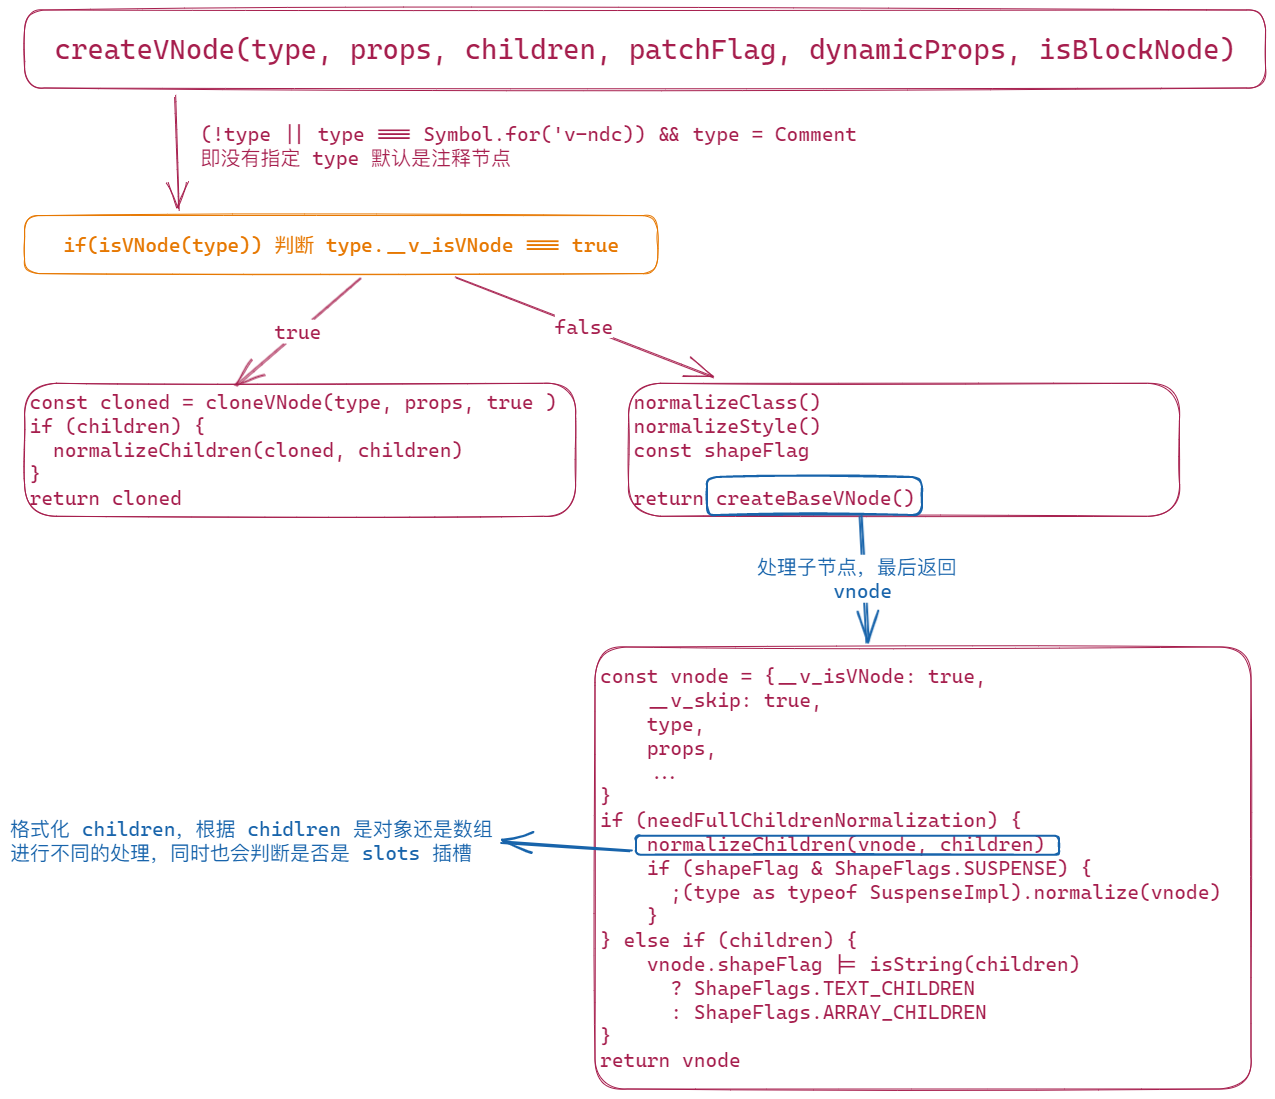 createVNode(type, props, children, patchFlag, dynamicProps, isBlockNode)
(!type || type === Symbol.for('v-ndc)) && type = Comment
即没有指定 type 默认是注释节点
if(isVNode(type)) 判断 type.__v_isVNode === true
true
false
const cloned = cloneVNode(type, props, true )
if (children) {
  normalizeChildren(cloned, children)
}
return cloned
normalizeClass()
normalizeStyle()
const shapeFlag
return createBaseVNode()
处理子节点，最后返回
vnode
const vnode = {__v_isVNode: true,
    __v_skip: true,
    type,
    props,
    ...
}
if (needFullChildrenNormalization) {
    normalizeChildren(vnode, children)
    if (shapeFlag & ShapeFlags.SUSPENSE) {
      ;(type as typeof SuspenseImpl).normalize(vnode)
    }
} else if (children) {
    vnode.shapeFlag |= isString(children)
      ? ShapeFlags.TEXT_CHILDREN
      : ShapeFlags.ARRAY_CHILDREN
}
return vnode
格式化 children，根据 chidlren 是对象还是数组
进行不同的处理，同时也会判断是否是 slots 插槽